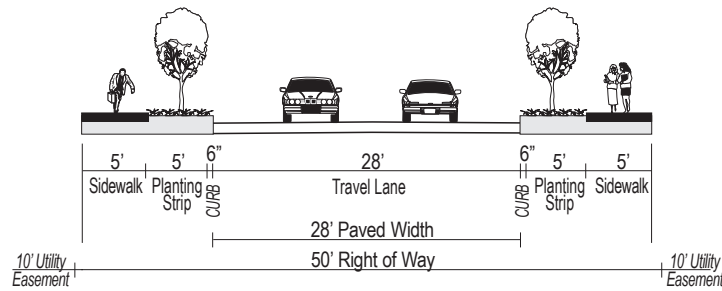 5’ 5’ 6” 28’ 6” 5’ 5’
Sidewalk Planting Strip CURB Travel Lane CURB Planting Strip Sidewalk
28’ Paved Width
50’ Right of Way
10’ Utility Easement
10’ Utility Easement